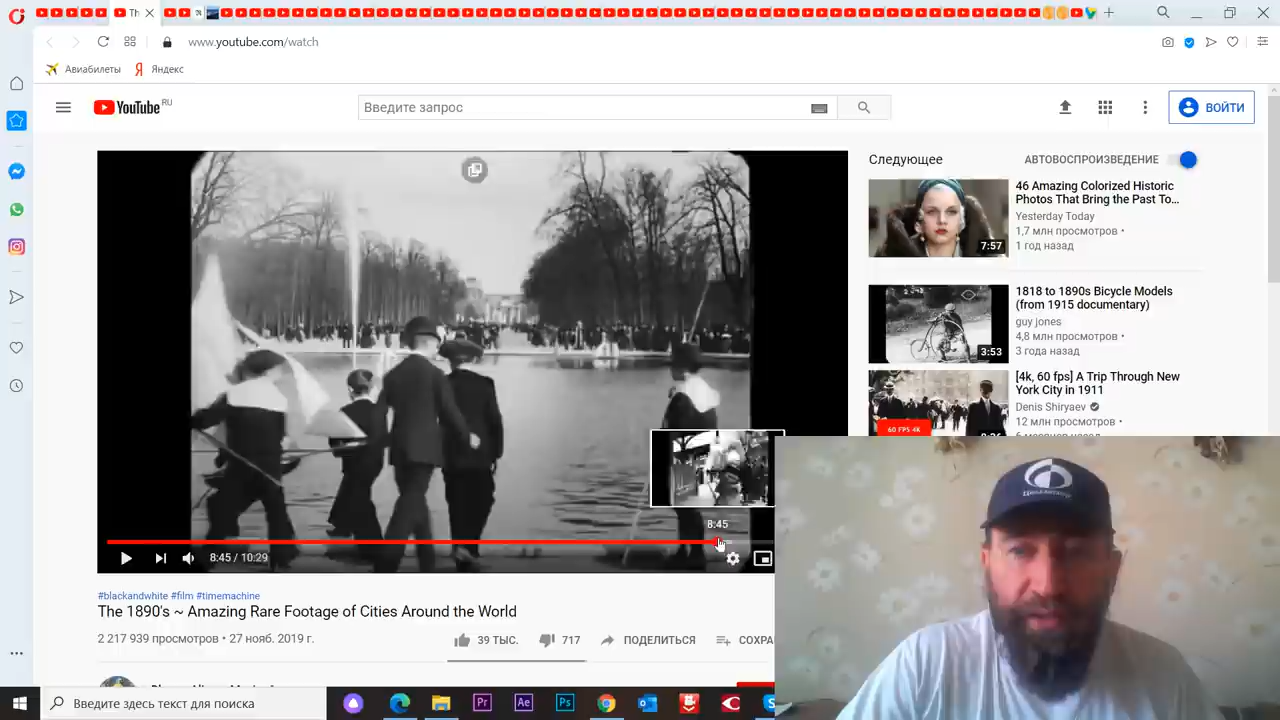 Th
www.youtube.com/watch
Авиабилеты
Яндекс
YouTube RU
Введите запрос
ВОЙТИ
Следующее
АВТОВОСПРОИЗВЕДЕНИЕ
46 Amazing Colorized Historic
Photos That Bring the Past To...
Yesterday Today
1,7 млн просмотров •
1 год назад
7:57
1818 to 1890s Bicycle Models
(from 1915 documentary)
guy jones
4,8 млн просмотров •
3 года назад
3:53
[4k, 60 fps] A Trip Through New
York City in 1911
Denis Shiryaev
12 млн просмотров •
60 FPS 4K
8:45
8:45 / 10:29
#blackandwhite #film #timemachine
The 1890's ~ Amazing Rare Footage of Cities Around the World
2 217 939 просмотров • 27 нояб. 2019 г.
39 ТЫС.
717
ПОДЕЛИТЬСЯ
СОХРА
Введите здесь текст для поиска
Pr
Ae
Ps